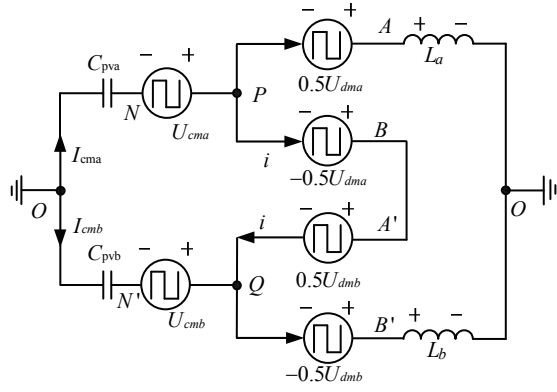 − + A + −
C_pva − + L_a
P 0.5U_dma
N
U_cma − + B
i
I_cma −0.5U_dma
O O
I_cmb i − + A'
C_pvb − +
Q 0.5U_dmb
N' − + B' + −
U_cmb
L_b
−0.5U_dmb